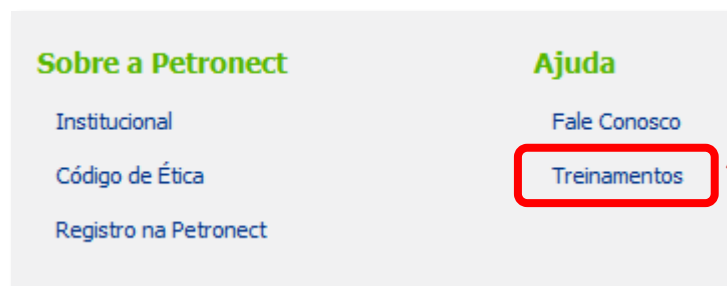 Sobre a Petronect
Institucional
Código de Ética
Registro na Petronect
Ajuda
Fale Conosco
Treinamentos